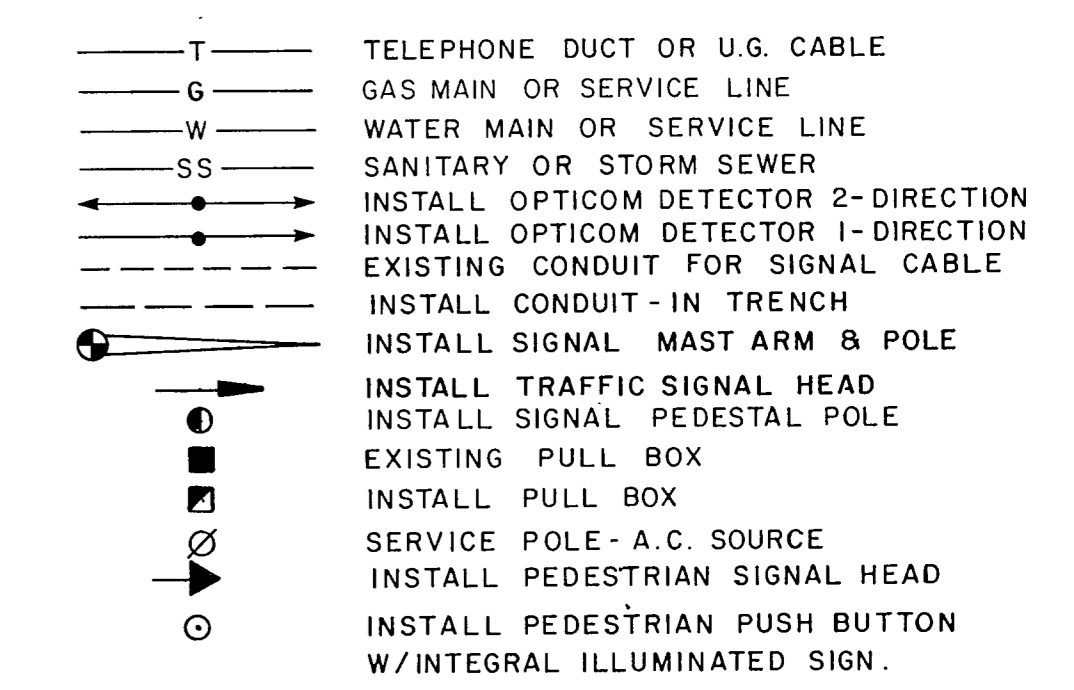 T TELEPHONE DUCT OR U.G. CABLE
G GAS MAIN OR SERVICE LINE
W WATER MAIN OR SERVICE LINE
SS SANITARY OR STORM SEWER
INSTALL OPTICOM DETECTOR 2-DIRECTION
INSTALL OPTICOM DETECTOR 1-DIRECTION
EXISTING CONDUIT FOR SIGNAL CABLE
INSTALL CONDUIT-IN TRENCH
INSTALL SIGNAL MAST ARM & POLE
INSTALL TRAFFIC SIGNAL HEAD
INSTALL SIGNAL PEDESTAL POLE
EXISTING PULL BOX
INSTALL PULL BOX
SERVICE POLE-A.C. SOURCE
INSTALL PEDESTRIAN SIGNAL HEAD
INSTALL PEDESTRIAN PUSH BUTTON
W/INTEGRAL ILLUMINATED SIGN.